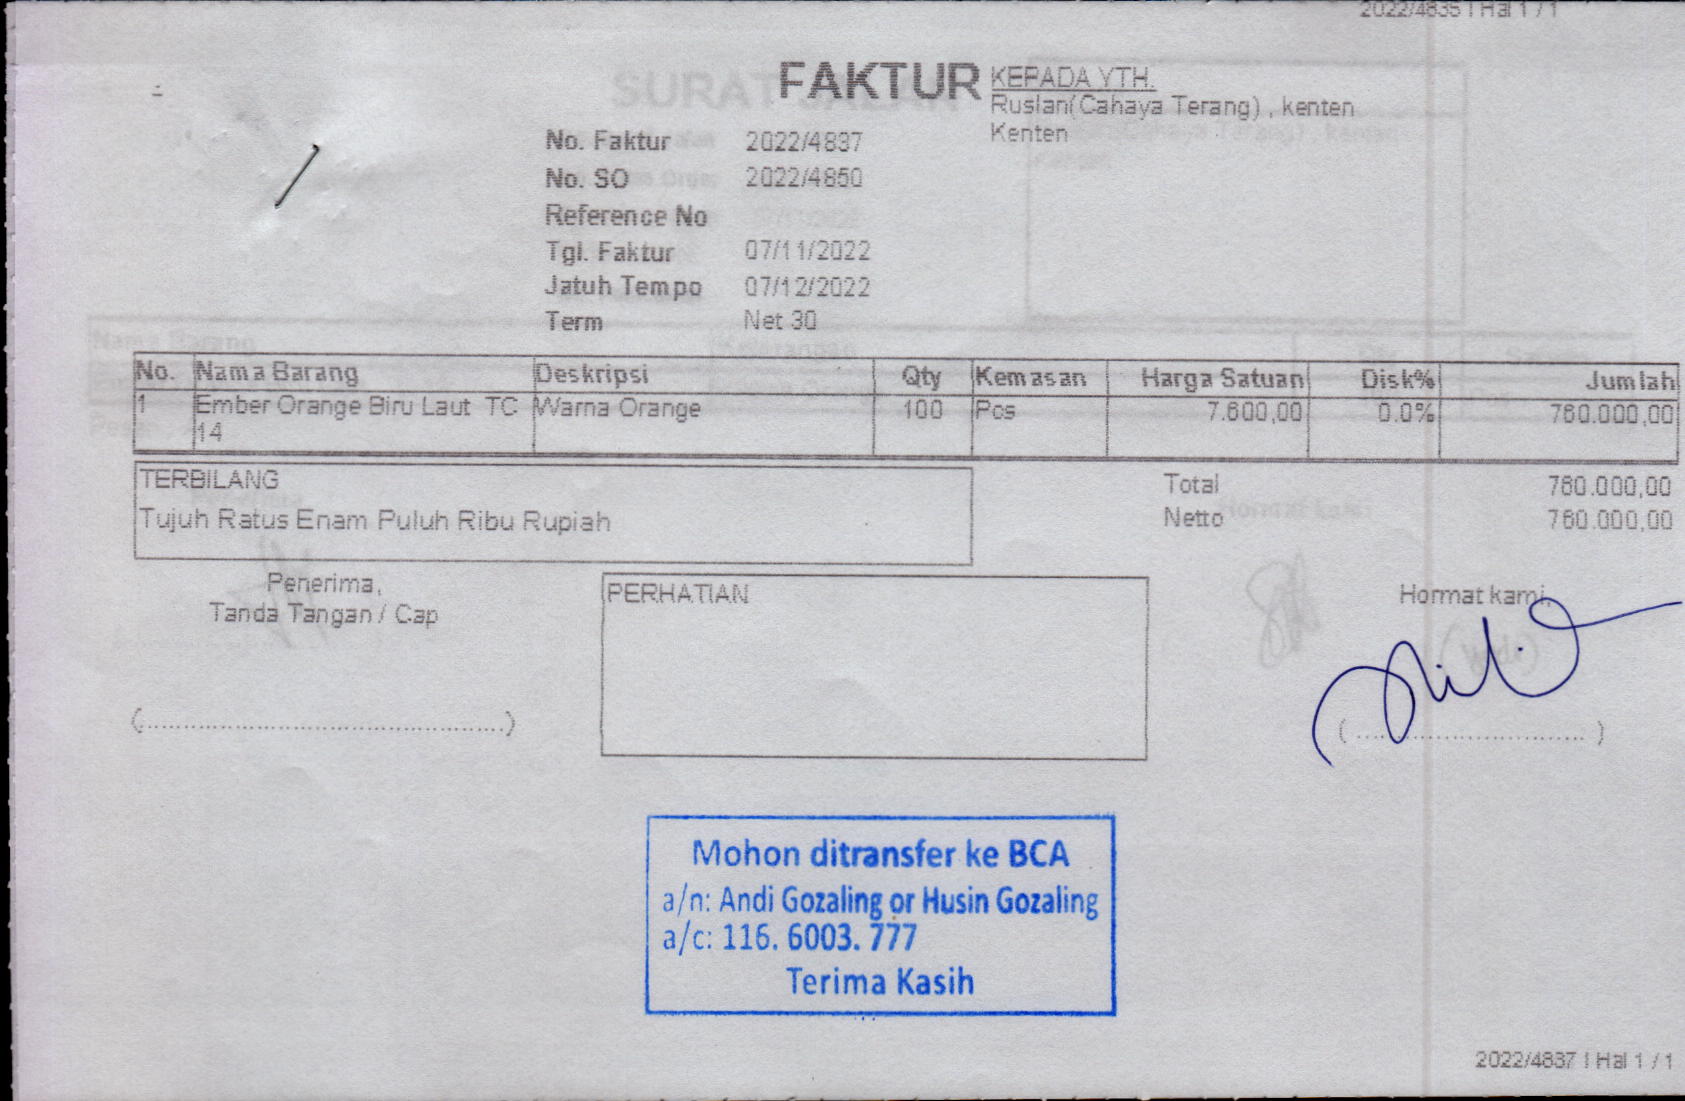 2022/4835 | Hal 1 / 1
FAKTUR
KEPADA YTH.
Ruslan(Cahaya Terang) , kenten
Kenten
No. Faktur 2022/4837
No. SO 2022/4850
Reference No
Tgl. Faktur 07/11/2022
Jatuh Tempo 07/12/2022
Term Net 30
No. Nama Barang Deskripsi Qty Kemasan Harga Satuan Disk% Jumlah
1 Ember Orange Biru Laut TC Warna Orange 100 Pcs 7.600,00 0.0% 760.000,00
14
TERBILANG
Tujuh Ratus Enam Puluh Ribu Rupiah
Total 760.000,00
Netto 760.000,00
Penerima,
Tanda Tangan / Cap
(............................................)
PERHATIAN
Hormat kami,
(............................)
Mohon ditransfer ke BCA
a/n: Andi Gozaling or Husin Gozaling
a/c: 116. 6003. 777
Terima Kasih
2022/4837 | Hal 1 / 1